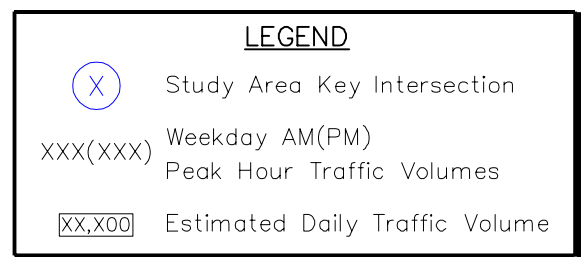 LEGEND
X Study Area Key Intersection
XXX(XXX) Weekday AM(PM)
Peak Hour Traffic Volumes
XX,X00 Estimated Daily Traffic Volume